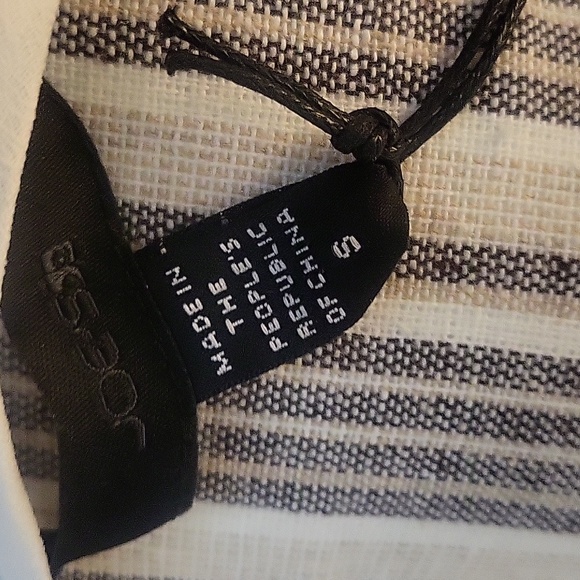 MADE IN
THE
PEOPLE'S
REPUBLIC
OF CHINA
S